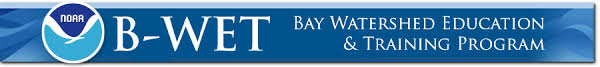 NOAA
B-WET
BAY WATERSHED EDUCATION
& TRAINING PROGRAM